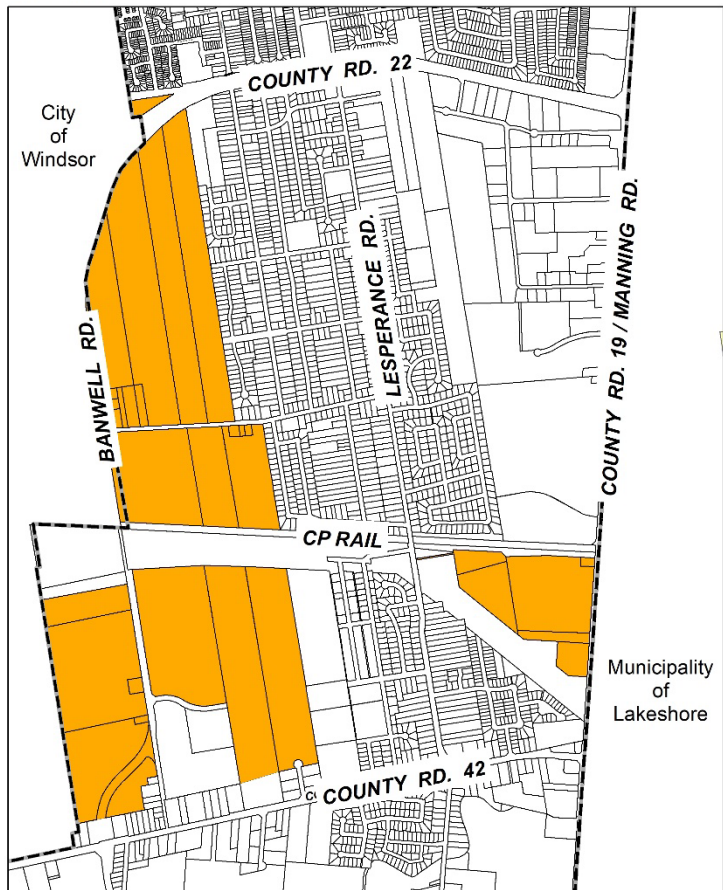 COUNTY RD. 22
City
of
Windsor
LESPERANCE RD.
COUNTY RD. 19 / MANNING RD.
BANWELL RD.
CP RAIL
Municipality
of
Lakeshore
COUNTY RD. 42